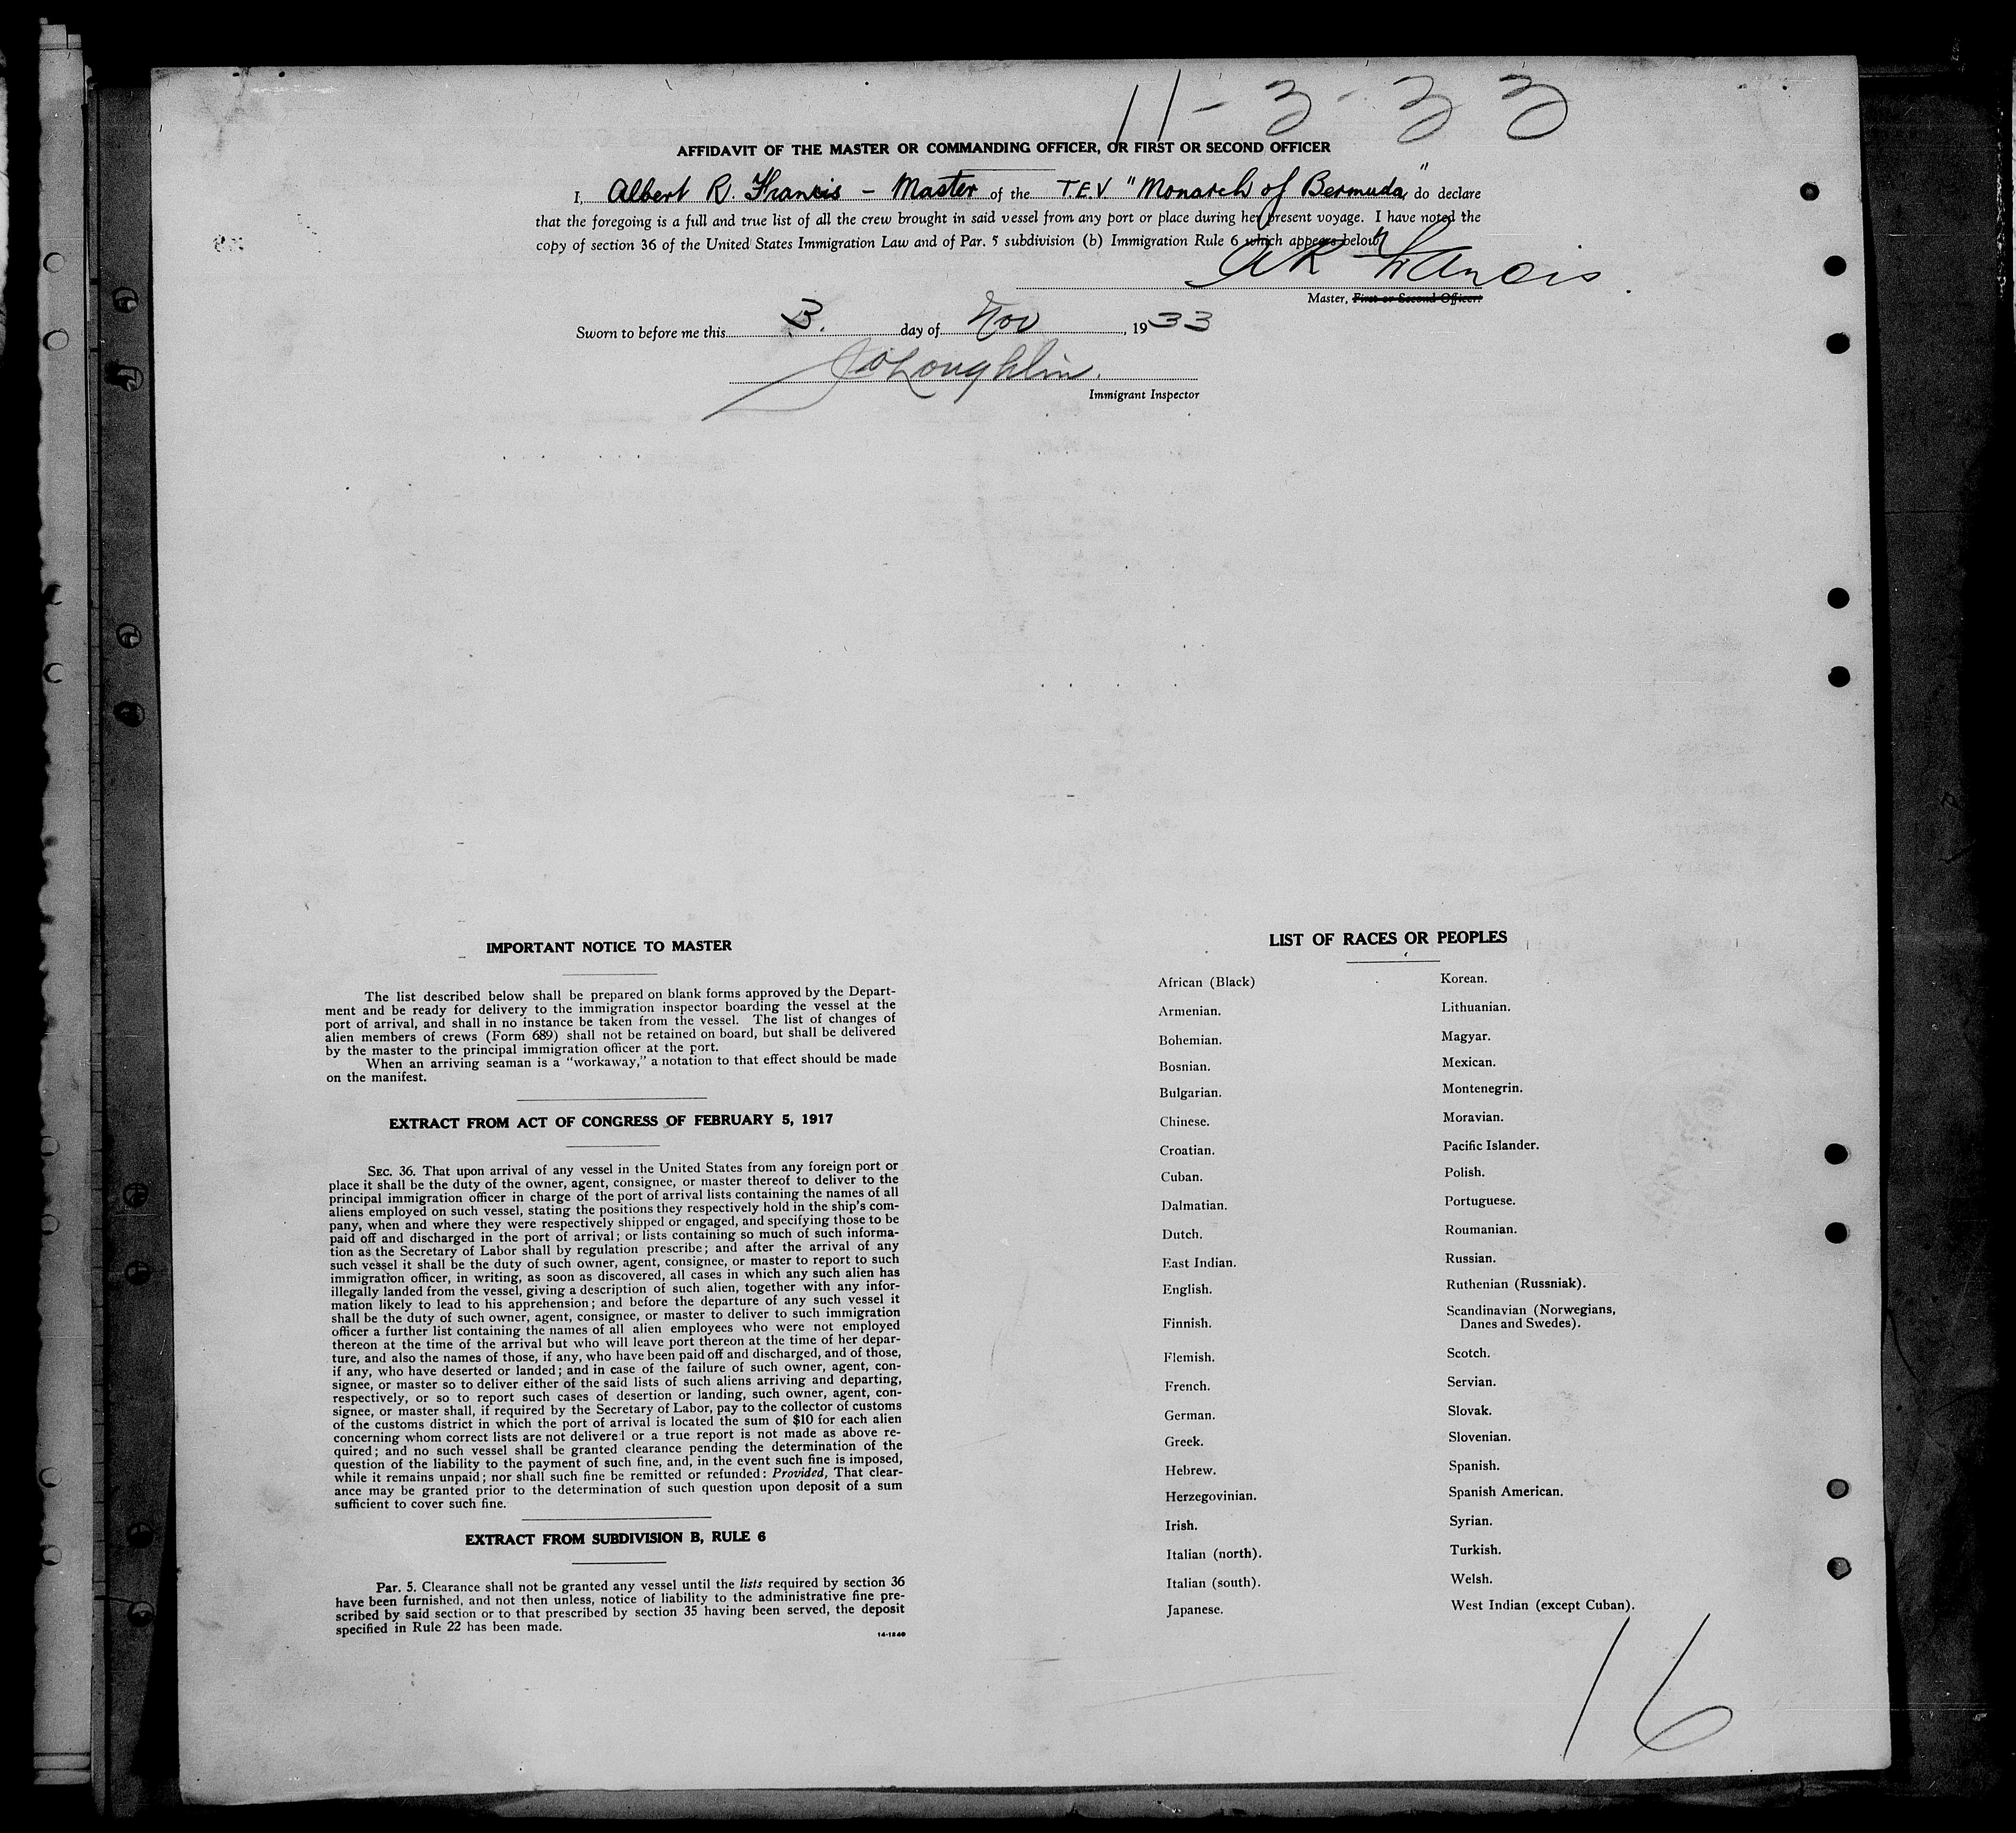 11-3-33
AFFIDAVIT OF THE MASTER OR COMMANDING OFFICER, OR FIRST OR SECOND OFFICER
I, Albert R. Francis - Master of the T.E.V "Monarch of Bermuda" do declare
that the foregoing is a full and true list of all the crew brought in said vessel from any port or place during her present voyage. I have noted the
copy of section 36 of the United States Immigration Law and of Par. 5 subdivision (b) Immigration Rule 6 which appears below
AR Francis
Master, First or Second Officer.
Sworn to before me this 3. day of Nov, 1933
JO'Loughlin.
Immigrant Inspector
IMPORTANT NOTICE TO MASTER
The list described below shall be prepared on blank forms approved by the Depart-
ment and be ready for delivery to the immigration inspector boarding the vessel at the
port of arrival, and shall in no instance be taken from the vessel. The list of changes of
alien members of crews (Form 689) shall not be retained on board, but shall be delivered
by the master to the principal immigration officer at the port.
When an arriving seaman is a "workaway," a notation to that effect should be made
on the manifest.
EXTRACT FROM ACT OF CONGRESS OF FEBRUARY 5, 1917
SEC. 36. That upon arrival of any vessel in the United States from any foreign port or
place it shall be the duty of the owner, agent, consignee, or master thereof to deliver to the
principal immigration officer in charge of the port of arrival lists containing the names of all
aliens employed on such vessel, stating the positions they respectively hold in the ship's com-
pany, when and where they were respectively shipped or engaged, and specifying those to be
paid off and discharged in the port of arrival; or lists containing so much of such informa-
tion as the Secretary of Labor shall by regulation prescribe; and after the arrival of any
such vessel it shall be the duty of such owner, agent, consignee, or master to report to such
immigration officer, in writing, as soon as discovered, all cases in which any such alien has
illegally landed from the vessel, giving a description of such alien, together with any infor-
mation likely to lead to his apprehension; and before the departure of any such vessel it
shall be the duty of such owner, agent, consignee, or master to deliver to such immigration
officer a further list containing the names of all alien employees who were not employed
thereon at the time of the arrival but who will leave port thereon at the time of her depar-
ture, and also the names of those, if any, who have been paid off and discharged, and of those,
if any, who have deserted or landed; and in case of the failure of such owner, agent, con-
signee, or master so to deliver either of the said lists of such aliens arriving and departing,
respectively, or so to report such cases of desertion or landing, such owner, agent, con-
signee, or master shall, if required by the Secretary of Labor, pay to the collector of customs
of the customs district in which the port of arrival is located the sum of $10 for each alien
concerning whom correct lists are not delivered or a true report is not made as above re-
quired; and no such vessel shall be granted clearance pending the determination of the
question of the liability to the payment of such fine, and, in the event such fine is imposed,
while it remains unpaid; nor shall such fine be remitted or refunded: Provided, That clear-
ance may be granted prior to the determination of such question upon deposit of a sum
sufficient to cover such fine.
EXTRACT FROM SUBDIVISION B, RULE 6
Par. 5. Clearance shall not be granted any vessel until the lists required by section 36
have been furnished, and not then unless, notice of liability to the administrative fine pre-
scribed by said section or to that prescribed by section 35 having been served, the deposit
specified in Rule 22 has been made.
14-1240
LIST OF RACES OR PEOPLES
African (Black)
Armenian.
Bohemian.
Bosnian.
Bulgarian.
Chinese.
Croatian.
Cuban.
Dalmatian.
Dutch.
East Indian.
English.
Finnish.
Flemish.
French.
German.
Greek.
Hebrew.
Herzegovinian.
Irish.
Italian (north).
Italian (south).
Japanese.
Korean.
Lithuanian.
Magyar.
Mexican.
Montenegrin.
Moravian.
Pacific Islander.
Polish.
Portuguese.
Roumanian.
Russian.
Ruthenian (Russniak).
Scandinavian (Norwegians,
Danes and Swedes).
Scotch.
Servian.
Slovak.
Slovenian.
Spanish.
Spanish American.
Syrian.
Turkish.
Welsh.
West Indian (except Cuban).
16